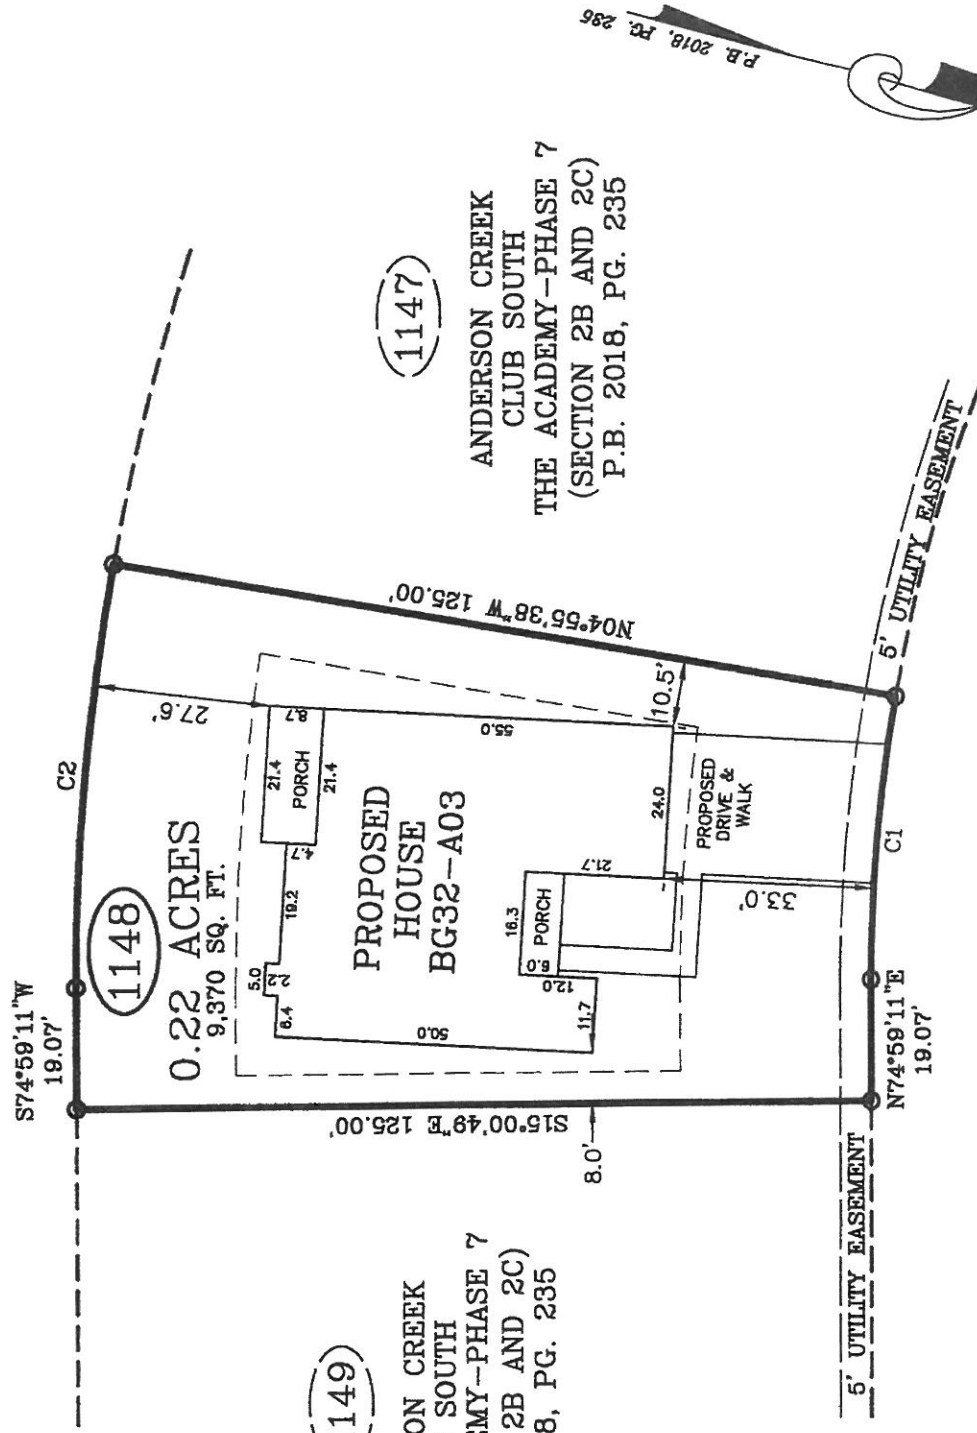 P.B. 2018, PG. 236
1147
ANDERSON CREEK
CLUB SOUTH
THE ACADEMY-PHASE 7
(SECTION 2B AND 2C)
P.B. 2018, PG. 235
5' UTILITY EASEMENT
N04°55'38"W 125.00'
C2
27.6'
10.5'
8.7
21.4
PORCH
21.4
4.7
55.0
19.2
5.0
2.2
6.4
50.0
11.7
12.0
6.0
16.3
PORCH
21.7
24.0
PROPOSED
HOUSE
BG32-A03
PROPOSED
DRIVE &
WALK
C1
33.0'
1148
0.22 ACRES
9,370 SQ. FT.
S74°59'11"W
19.07'
N74°59'11"E
19.07'
S15°00'49"E 125.00'
8.0'
5' UTILITY EASEMENT
149
ON CREEK
SOUTH
EMY-PHASE 7
2B AND 2C)
8, PG. 235